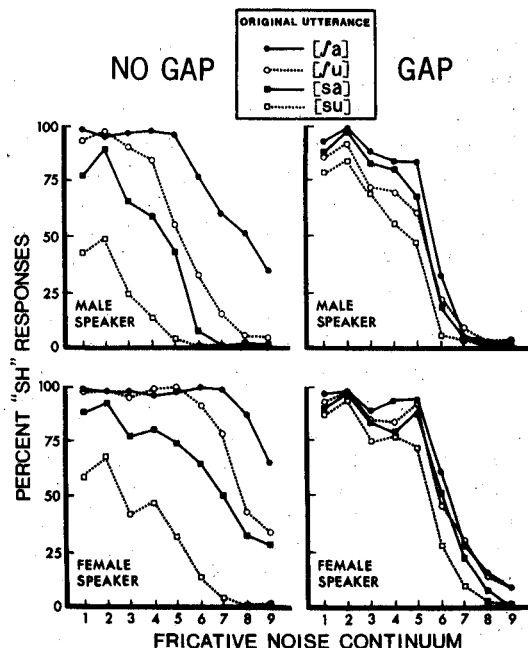 ORIGINAL UTTERANCE
[ʃa]
[ʃu]
[sa]
[su]
NO GAP
GAP
PERCENT "SH" RESPONSES
100
75
50
25
0
MALE
SPEAKER
MALE
SPEAKER
100
75
50
25
0
FEMALE
SPEAKER
FEMALE
SPEAKER
1 2 3 4 5 6 7 8 9
1 2 3 4 5 6 7 8 9
FRICATIVE NOISE CONTINUUM